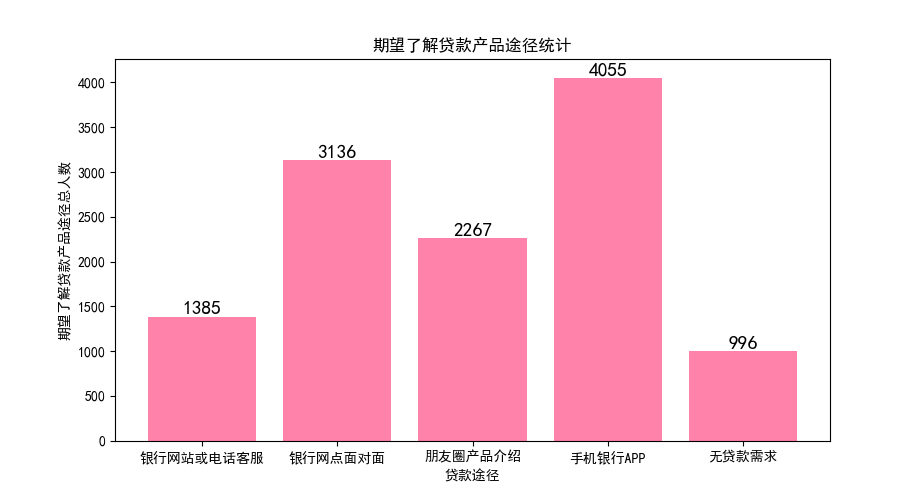 期望了解贷款产品途径统计
期望了解贷款产品途径总人数
4000
3500
3000
2500
2000
1500
1000
500
0
1385
3136
2267
4055
996
银行网站或电话客服
银行网点面对面
朋友圈产品介绍
手机银行APP
无贷款需求
贷款途径